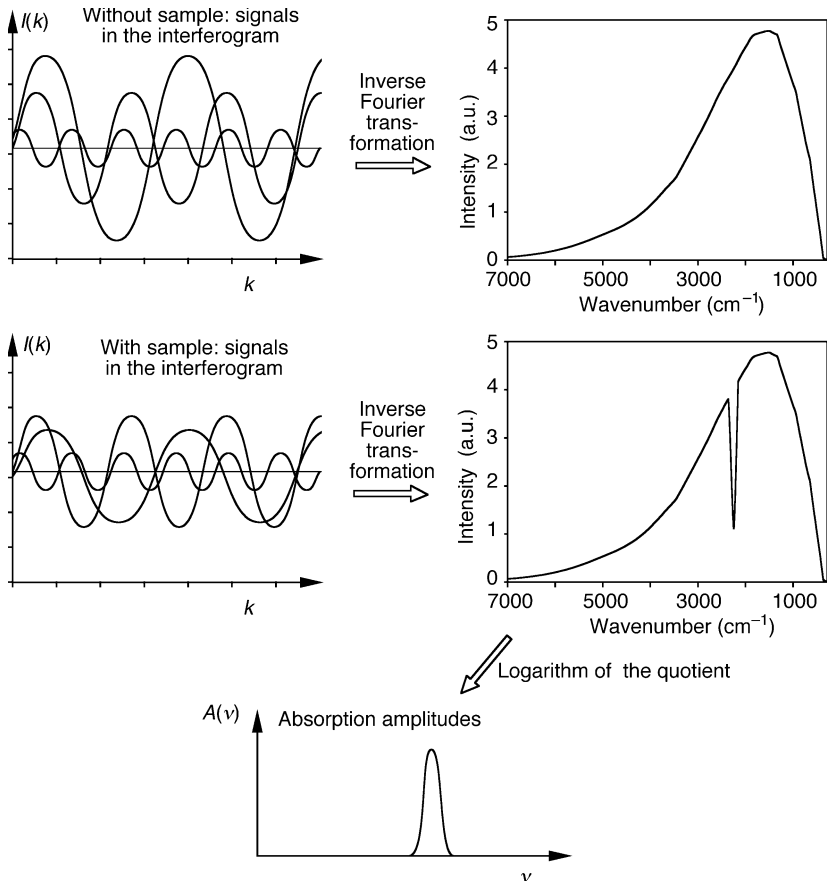 I(k)
Without sample: signals
in the interferogram
k
Inverse
Fourier
trans-
formation
Intensity (a.u.)
5
4
3
2
1
0
7000 5000 3000 1000
Wavenumber (cm⁻¹)
I(k)
With sample: signals
in the interferogram
k
Inverse
Fourier
trans-
formation
Intensity (a.u.)
5
4
3
2
1
0
7000 5000 3000 1000
Wavenumber (cm⁻¹)
Logarithm of the quotient
A(ν)
Absorption amplitudes
ν